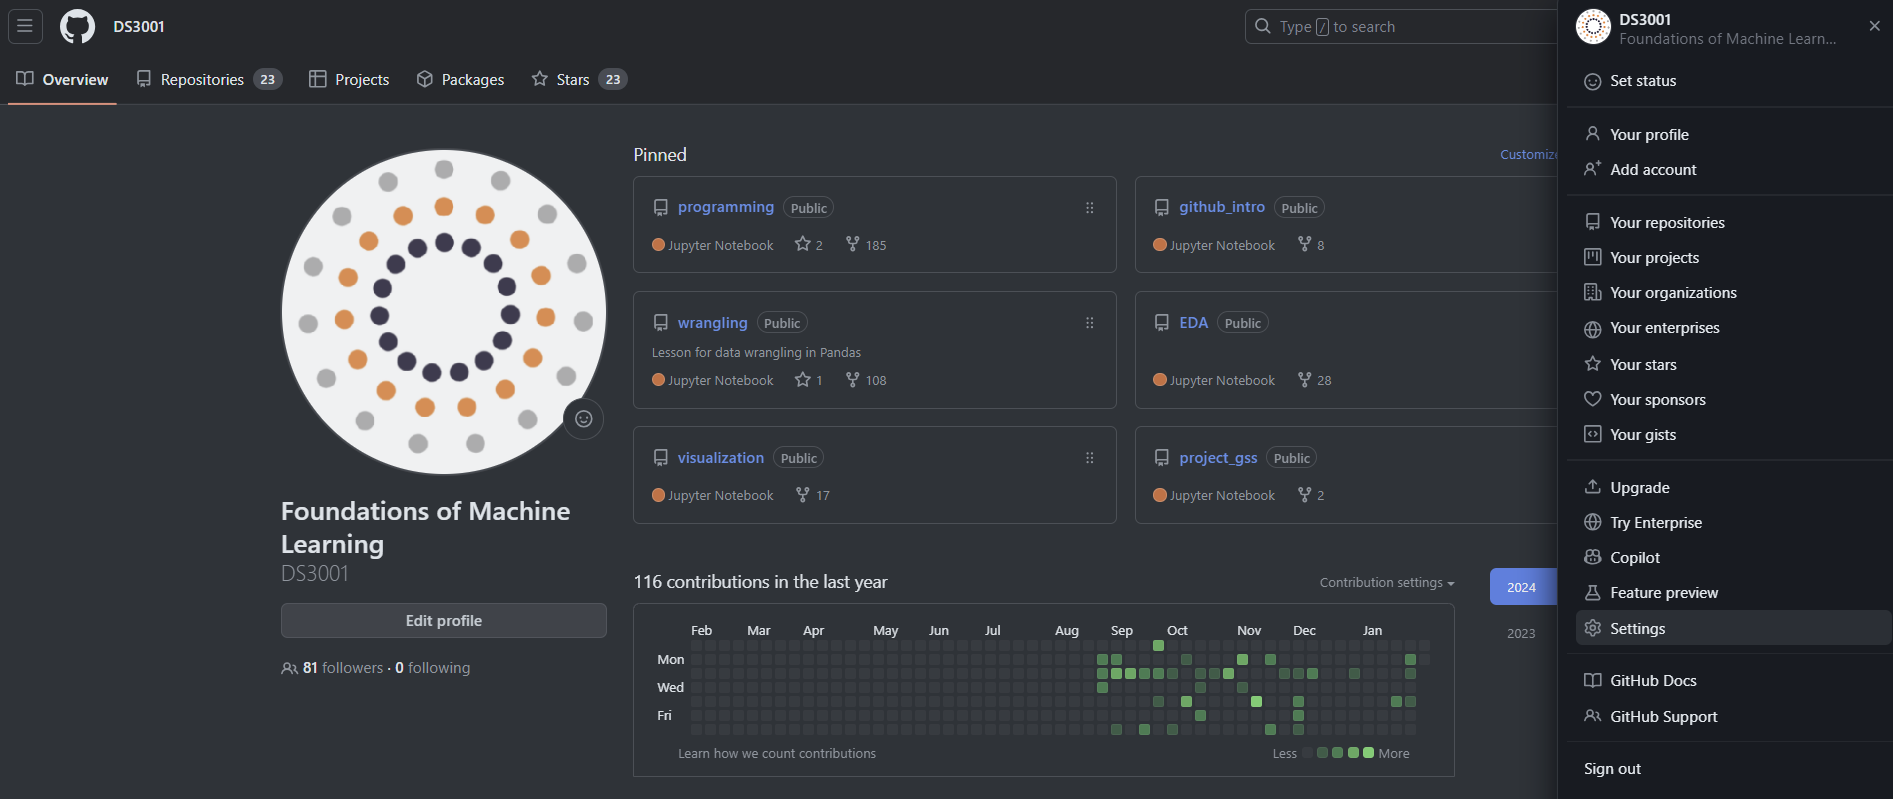 DS3001
Type / to search
Overview
Repositories 23
Projects
Packages
Stars 23
Foundations of Machine
Learning
DS3001
Edit profile
81 followers · 0 following
Pinned
Customize
programming Public
Jupyter Notebook 2 185
github_intro Public
Jupyter Notebook 8
wrangling Public
Lesson for data wrangling in Pandas
Jupyter Notebook 1 108
EDA Public
Jupyter Notebook 28
visualization Public
Jupyter Notebook 17
project_gss Public
Jupyter Notebook 2
116 contributions in the last year
Contribution settings
2024
2023
Feb Mar Apr May Jun Jul Aug Sep Oct Nov Dec Jan
Mon
Wed
Fri
Learn how we count contributions
Less More
DS3001
Foundations of Machine Learn...
Set status
Your profile
Add account
Your repositories
Your projects
Your organizations
Your enterprises
Your stars
Your sponsors
Your gists
Upgrade
Try Enterprise
Copilot
Feature preview
Settings
GitHub Docs
GitHub Support
Sign out